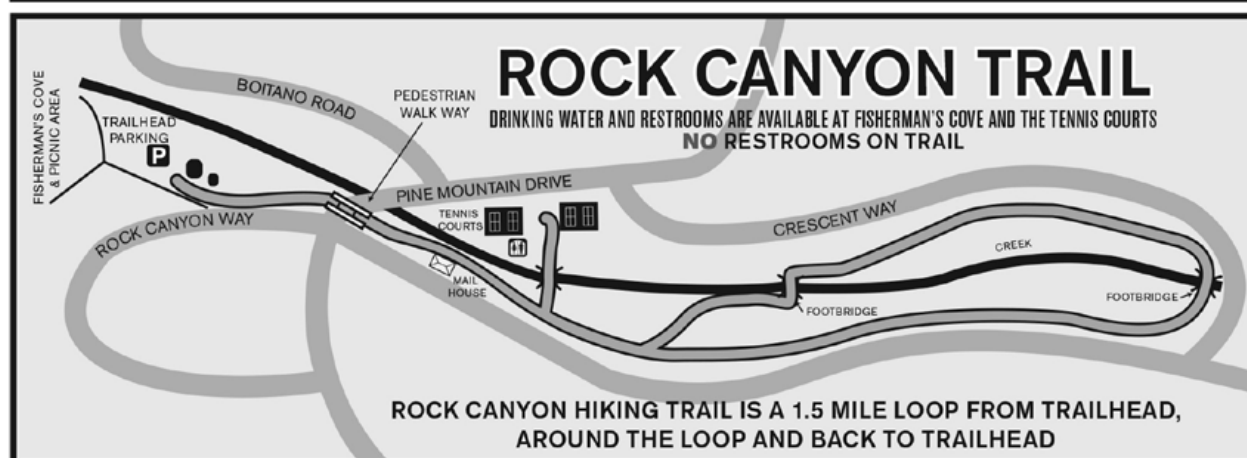 ROCK CANYON TRAIL
DRINKING WATER AND RESTROOMS ARE AVAILABLE AT FISHERMAN'S COVE AND THE TENNIS COURTS
NO RESTROOMS ON TRAIL
FISHERMAN'S COVE
& PICNIC AREA
TRAILHEAD
PARKING
P
BOITANO ROAD
PEDESTRIAN
WALK WAY
PINE MOUNTAIN DRIVE
ROCK CANYON WAY
TENNIS
COURTS
MAIL
HOUSE
CRESCENT WAY
CREEK
FOOTBRIDGE
FOOTBRIDGE
ROCK CANYON HIKING TRAIL IS A 1.5 MILE LOOP FROM TRAILHEAD,
AROUND THE LOOP AND BACK TO TRAILHEAD